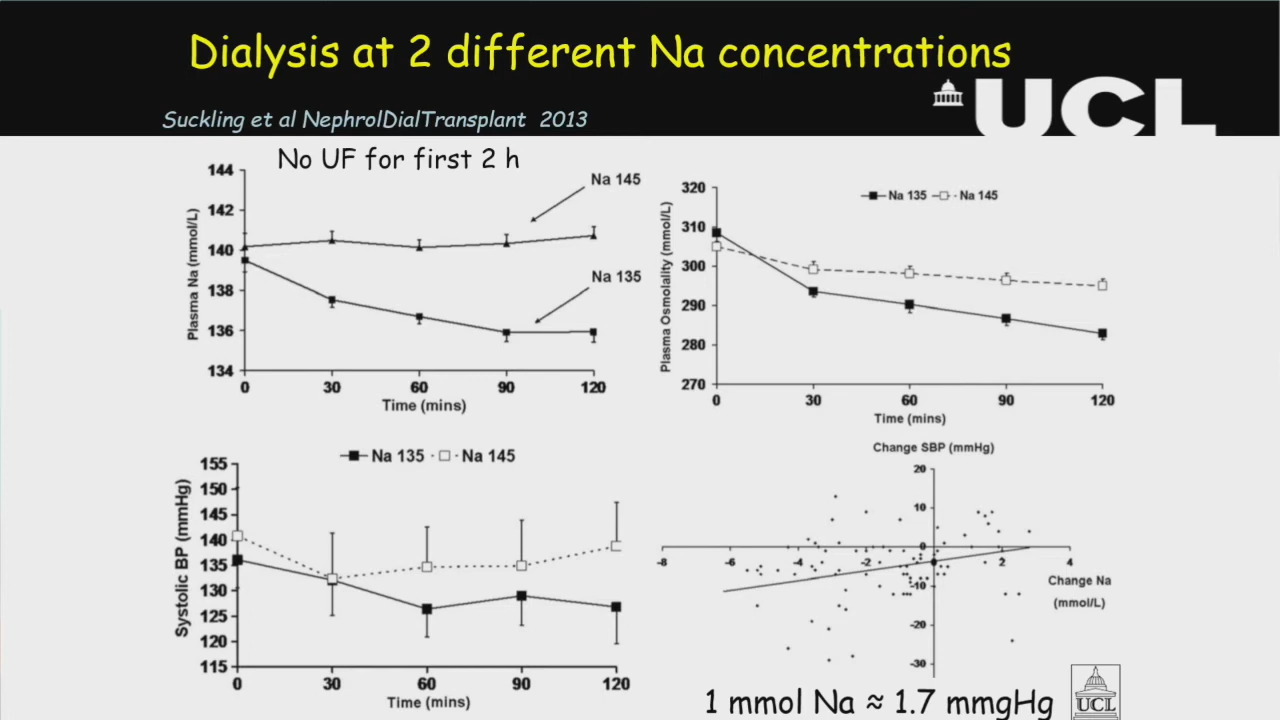 Dialysis at 2 different Na concentrations
UCL
Suckling et al NephrolDialTransplant 2013
No UF for first 2 h
144
142
140
138
136
134
Plasma Na (mmol/L)
Na 145
Na 135
0 30 60 90 120
Time (mins)
320
310
300
290
280
270
Plasma Osmolality (mmol/L)
Na 135 Na 145
0 30 60 90 120
Time (mins)
Na 135 Na 145
155
150
145
140
135
130
125
120
115
Systolic BP (mmHg)
0 30 60 90 120
Time (mins)
Change SBP (mmHg)
20
10
0
-10
-20
-30
-8 -6 -4 -2 0 2 4
Change Na
(mmol/L)
1 mmol Na ≈ 1.7 mmgHg
UCL